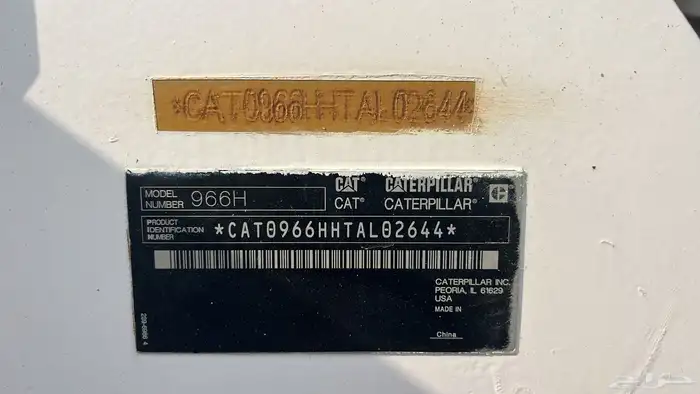 *CAT0966HHTAL02644*
CAT® CATERPILLAR
CAT® CATERPILLAR®
MODEL NUMBER 966H
PRODUCT IDENTIFICATION NUMBER *CAT0966HHTAL02644*
CATERPILLAR INC.
PEORIA, IL 61629
USA
MADE IN
China
حراج